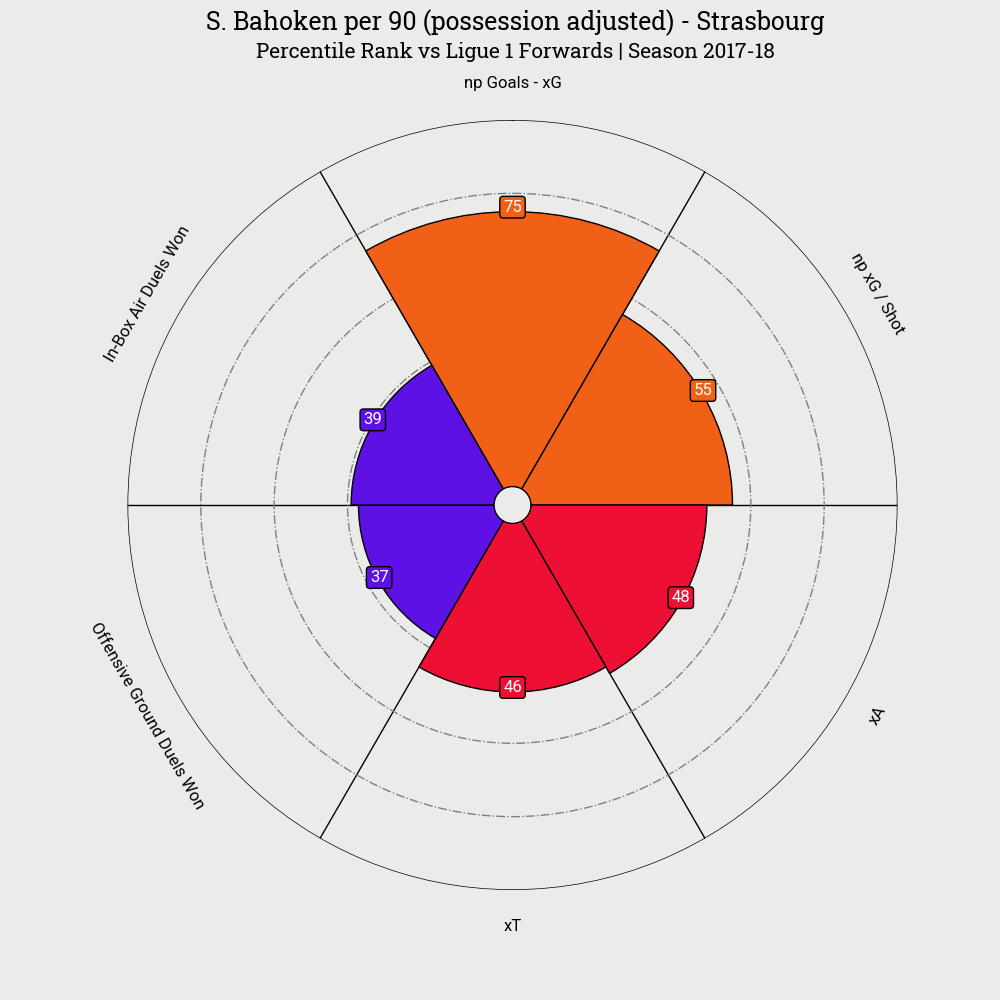 S. Bahoken per 90 (possession adjusted) - Strasbourg
Percentile Rank vs Ligue 1 Forwards | Season 2017-18
np Goals - xG
75
np xG / Shot
55
In-Box Air Duels Won
39
Offensive Ground Duels Won
37
48
xA
46
xT